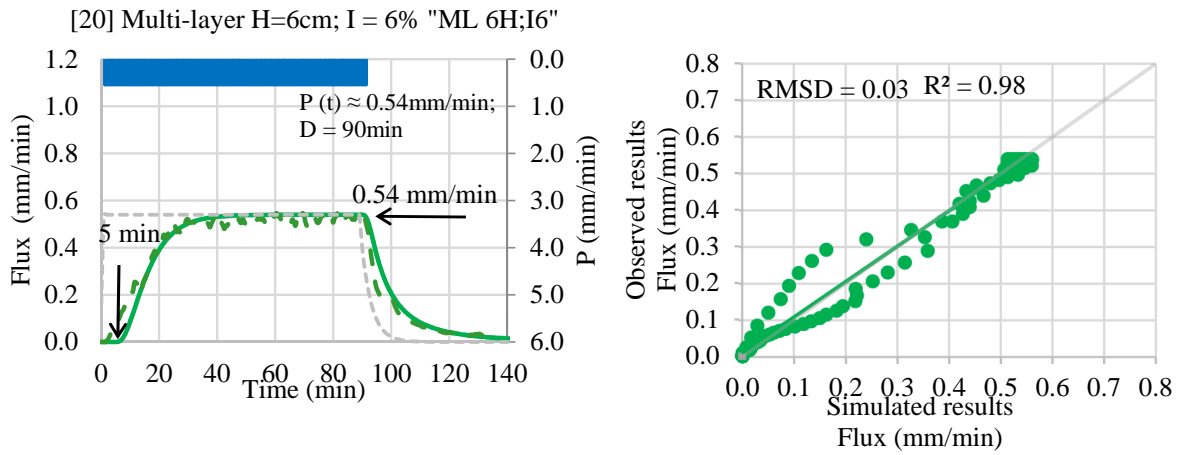 [20] Multi-layer H=6cm; I = 6% "ML 6H;I6"
1.2
1.0
0.8
0.6
0.4
0.2
0.0
Flux (mm/min)
0.0
1.0
2.0
3.0
4.0
5.0
6.0
P (mm/min)
P (t) ≈ 0.54mm/min;
D = 90min
0.54 mm/min
5 min
0 20 40 60 80 100 120 140
Time (min)
0.8
0.7
0.6
0.5
0.4
0.3
0.2
0.1
0.0
Observed results
Flux (mm/min)
RMSD = 0.03 R² = 0.98
0.0 0.1 0.2 0.3 0.4 0.5 0.6 0.7 0.8
Simulated results
Flux (mm/min)